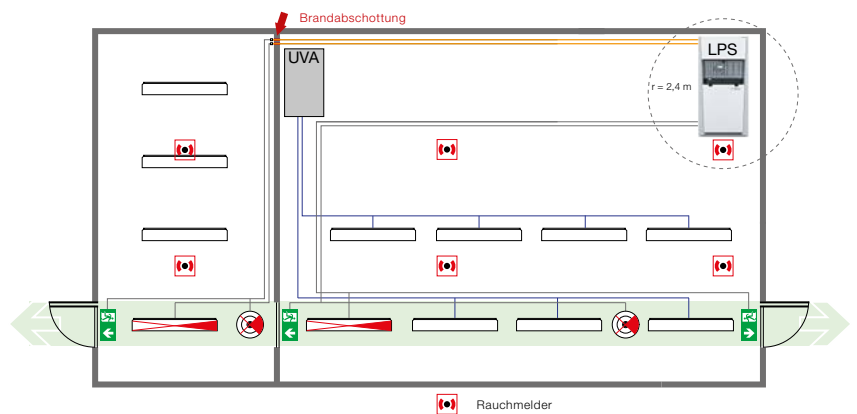 Brandabschottung
UVA
LPS
r = 2,4 m
Rauchmelder